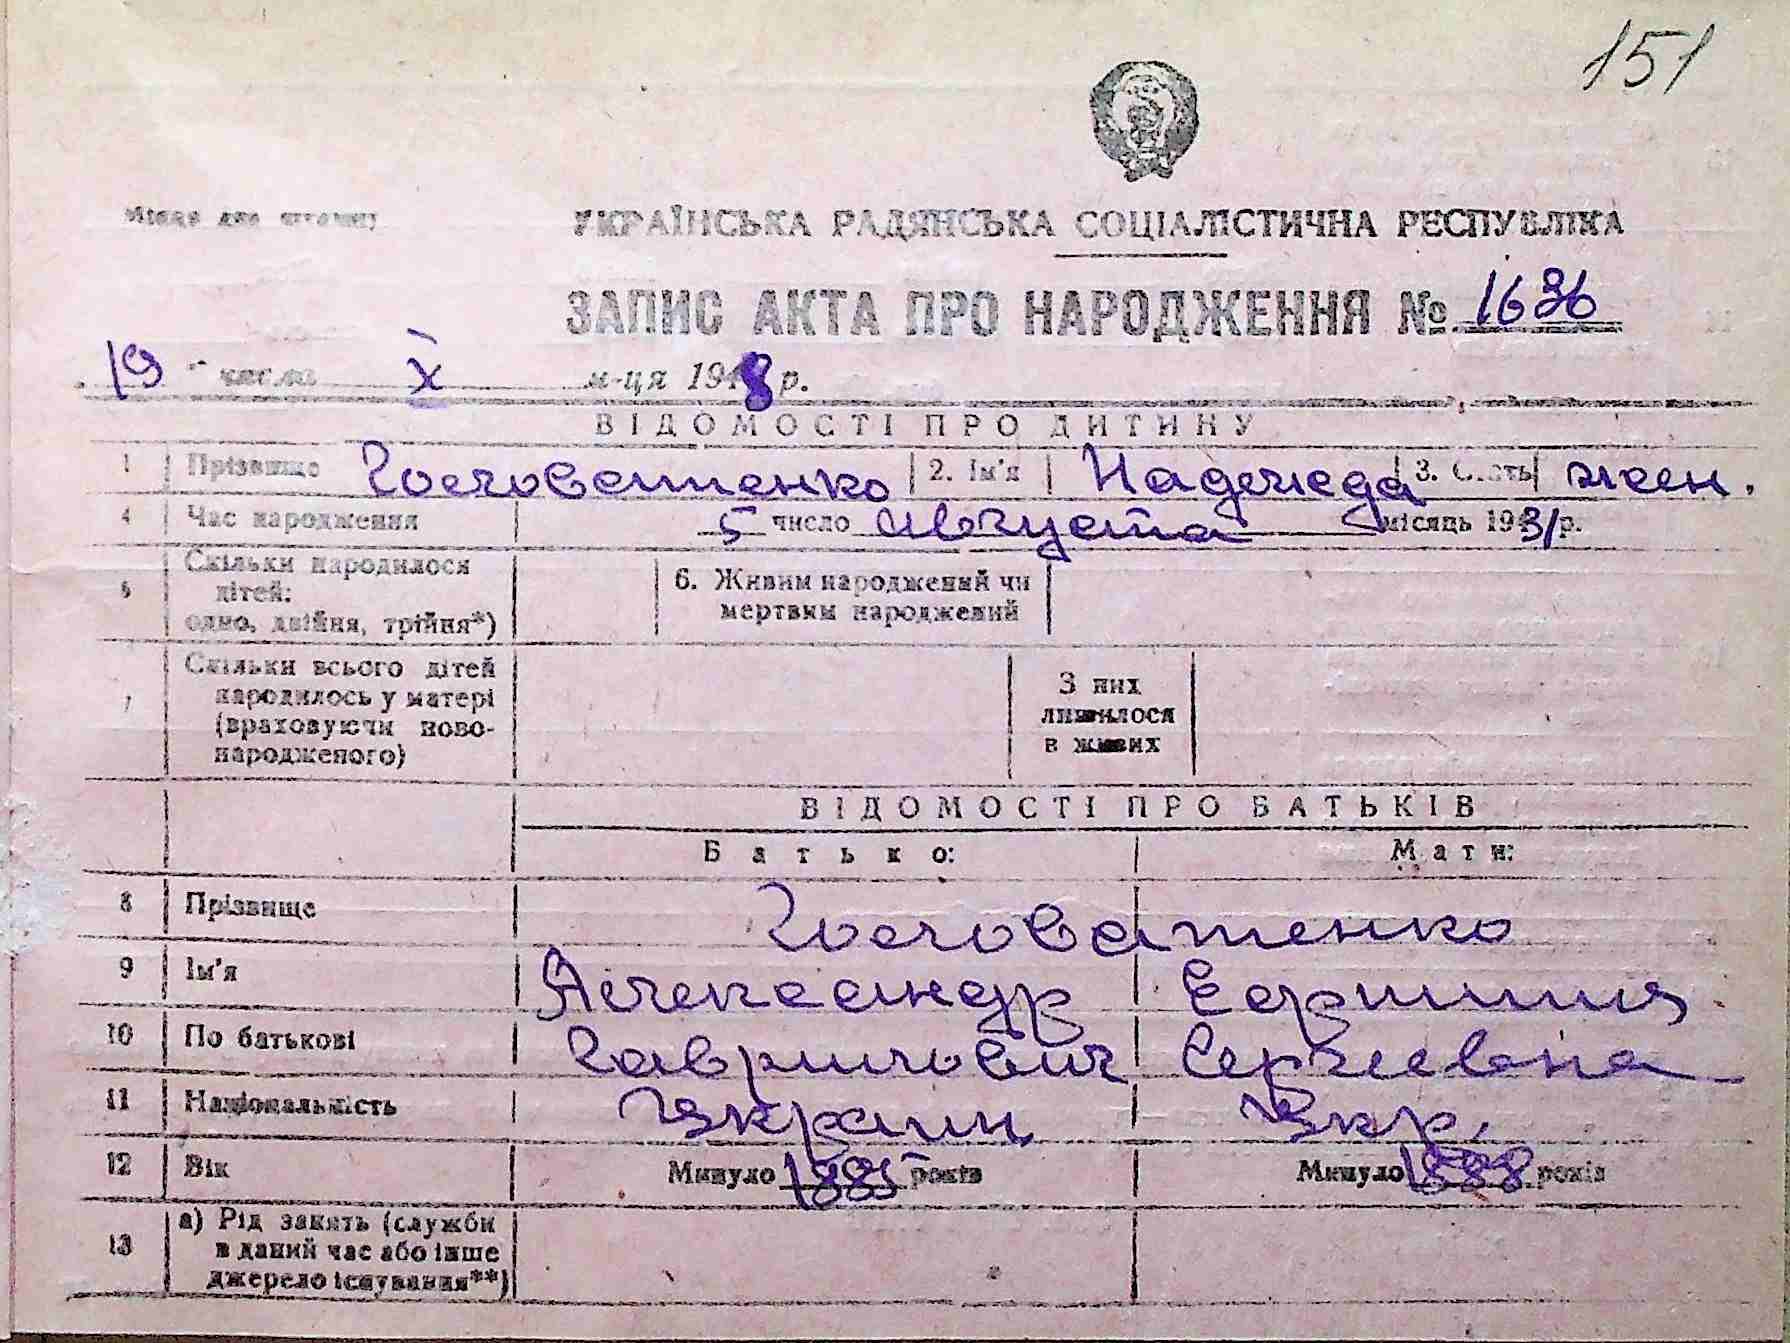 151
Місце для штампу
УКРАЇНСЬКА РАДЯНСЬКА СОЦІАЛІСТИЧНА РЕСПУБЛІКА
ЗАПИС АКТА ПРО НАРОДЖЕННЯ № 1636
19 числа X м-ця 1948 р.
ВІДОМОСТІ ПРО ДИТИНУ
1 Прізвище Головатенко 2. Ім'я Надежда 3. Стать жен.
4 Час народження 5 число Августа місяць 1931 р.
5 Скільки народилося дітей: одно, двійня, трійня*) 6. Живим народжений чи мертвим народжений
7 Скільки всього дітей народилось у матері (враховуючи новонародженого) З них лишилося в живих
ВІДОМОСТІ ПРО БАТЬКІВ
Батько: Мати:
8 Прізвище Головатенко
9 Ім'я Александр
10 По батькові Гаврилович Сергеевна
11 Національність Украин Укр.
12 Вік Минуло 1885 років Минуло 1888 років
13 а) Рід занять (служби в даний час або інше джерело існування**)